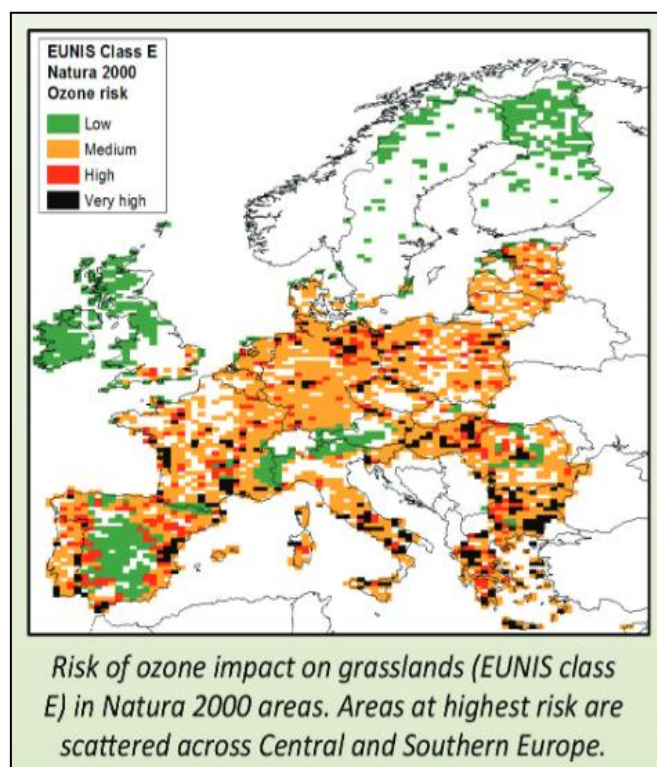 EUNIS Class E
Natura 2000
Ozone risk
Low
Medium
High
Very high
Risk of ozone impact on grasslands (EUNIS class
E) in Natura 2000 areas. Areas at highest risk are
scattered across Central and Southern Europe.